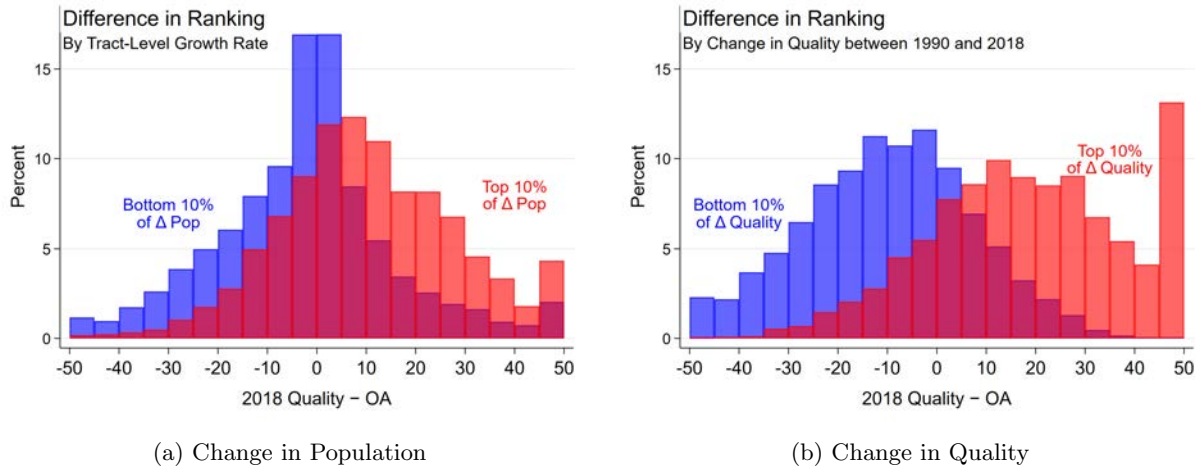 Difference in Ranking
By Tract-Level Growth Rate
Percent
15
10
5
0
Bottom 10%
of Δ Pop
Top 10%
of Δ Pop
-50 -40 -30 -20 -10 0 10 20 30 40 50
2018 Quality − OA
(a) Change in Population
Difference in Ranking
By Change in Quality between 1990 and 2018
Percent
15
10
5
0
Bottom 10%
of Δ Quality
Top 10%
of Δ Quality
-50 -40 -30 -20 -10 0 10 20 30 40 50
2018 Quality − OA
(b) Change in Quality